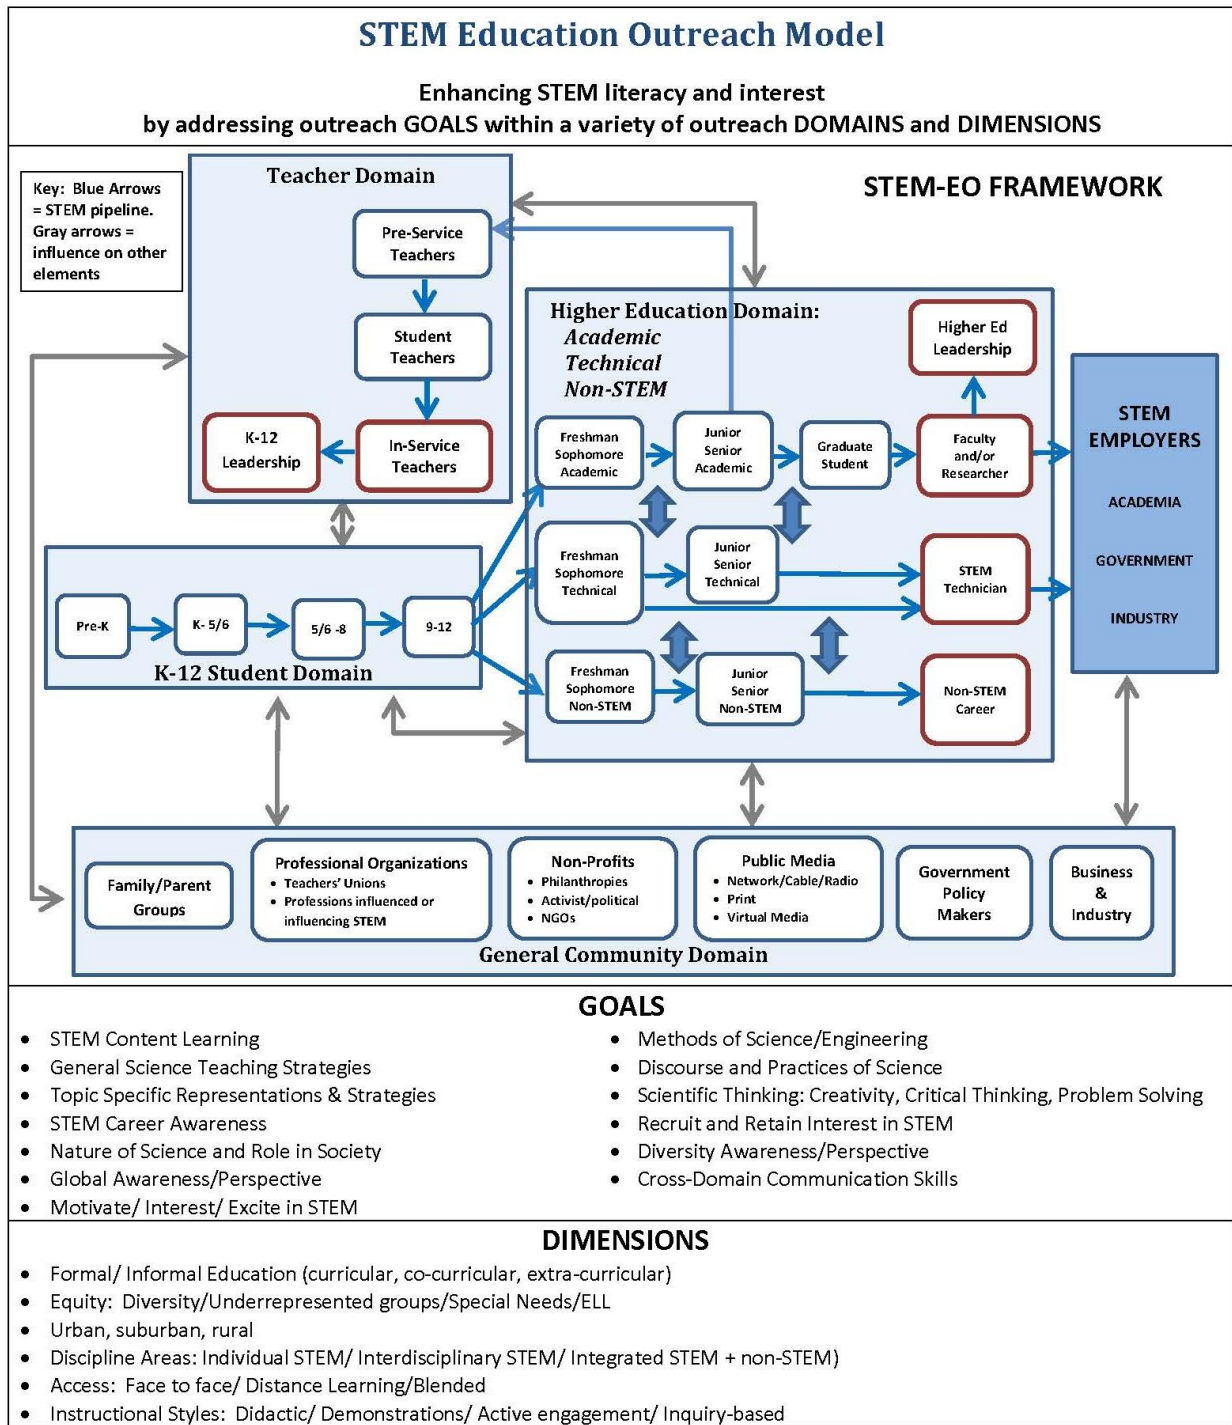 STEM Education Outreach Model
Enhancing STEM literacy and interest
by addressing outreach GOALS within a variety of outreach DOMAINS and DIMENSIONS
Key: Blue Arrows
= STEM pipeline.
Gray arrows =
influence on other
elements
Teacher Domain
STEM-EO FRAMEWORK
Pre-Service
Teachers
Student
Teachers
K-12
Leadership
In-Service
Teachers
Higher Education Domain:
Academic
Technical
Non-STEM
Higher Ed
Leadership
Freshman
Sophomore
Academic
Junior
Senior
Academic
Graduate
Student
Faculty
and/or
Researcher
Freshman
Sophomore
Technical
Junior
Senior
Technical
STEM
Technician
Freshman
Sophomore
Non-STEM
Junior
Senior
Non-STEM
Non-STEM
Career
STEM
EMPLOYERS
ACADEMIA
GOVERNMENT
INDUSTRY
Pre-K
K- 5/6
5/6 -8
9-12
K-12 Student Domain
Family/Parent
Groups
Professional Organizations
• Teachers' Unions
• Professions influenced or
influencing STEM
Non-Profits
• Philanthropies
• Activist/political
• NGOs
Public Media
• Network/Cable/Radio
• Print
• Virtual Media
Government
Policy
Makers
Business
&
Industry
General Community Domain
GOALS
• STEM Content Learning
• General Science Teaching Strategies
• Topic Specific Representations & Strategies
• STEM Career Awareness
• Nature of Science and Role in Society
• Global Awareness/Perspective
• Motivate/ Interest/ Excite in STEM
• Methods of Science/Engineering
• Discourse and Practices of Science
• Scientific Thinking: Creativity, Critical Thinking, Problem Solving
• Recruit and Retain Interest in STEM
• Diversity Awareness/Perspective
• Cross-Domain Communication Skills
DIMENSIONS
• Formal/ Informal Education (curricular, co-curricular, extra-curricular)
• Equity: Diversity/Underrepresented groups/Special Needs/ELL
• Urban, suburban, rural
• Discipline Areas: Individual STEM/ Interdisciplinary STEM/ Integrated STEM + non-STEM)
• Access: Face to face/ Distance Learning/Blended
• Instructional Styles: Didactic/ Demonstrations/ Active engagement/ Inquiry-based